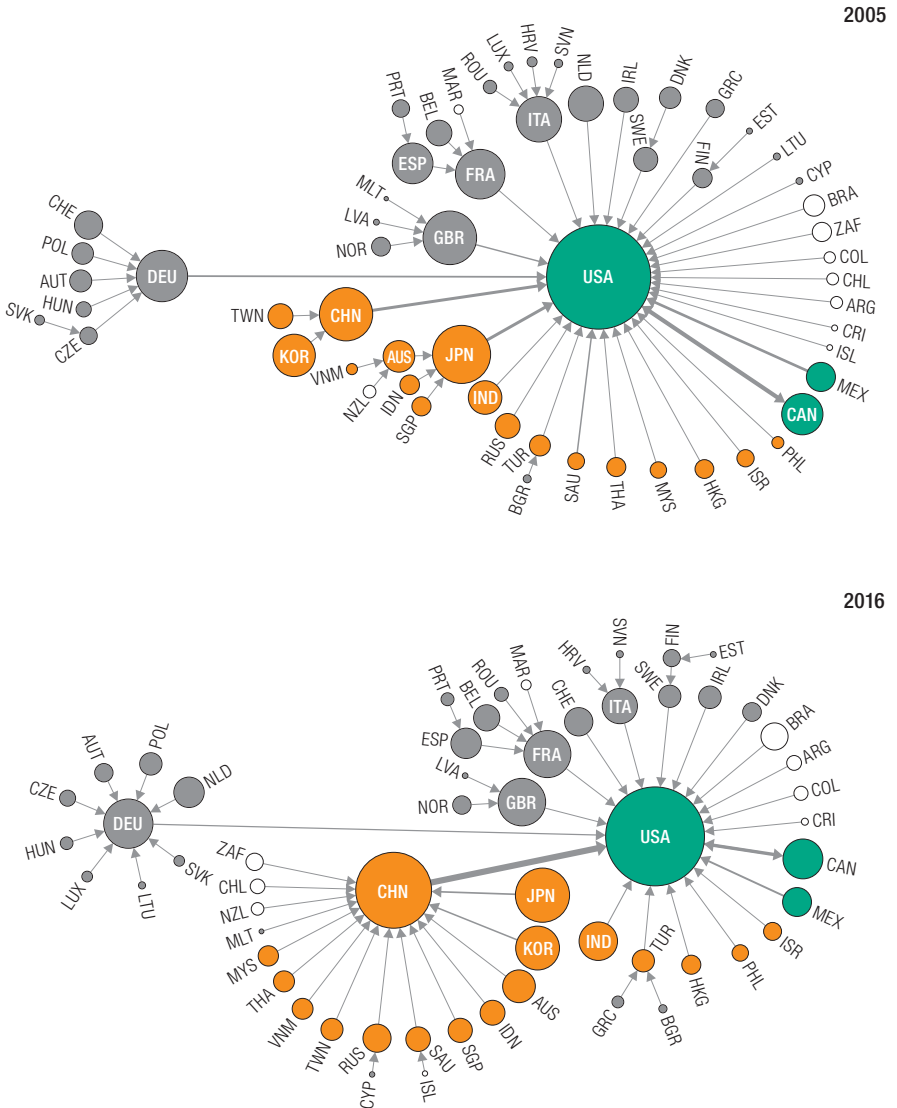 2005
LUX
HRV
SVN
ROU
NLD
IRL
DNK
PRT
BEL
MAR
GRC
ITA
SWE
EST
ESP
FRA
FIN
LTU
CYP
MLT
BRA
CHE
LVA
ZAF
POL
NOR
GBR
COL
AUT
DEU
USA
CHL
HUN
ARG
SVK
TWN
CHN
CRI
CZE
KOR
ISL
VNM
AUS
JPN
MEX
NZL
IDN
IND
CAN
SGP
RUS
TUR
PHL
BGR
SAU
THA
MYS
HKG
ISR
2016
SVN
FIN
EST
HRV
PRT
ROU
MAR
SWE
IRL
BEL
CHE
DNK
ITA
BRA
AUT
POL
ESP
FRA
ARG
NLD
LVA
COL
CZE
NOR
GBR
CRI
DEU
USA
HUN
ZAF
CAN
LUX
LTU
SVK
CHL
CHN
JPN
NZL
MEX
MLT
KOR
IND
TUR
ISR
MYS
PHL
THA
AUS
HKG
VNM
IDN
GRC
BGR
TWN
RUS
SAU
SGP
CYP
ISL